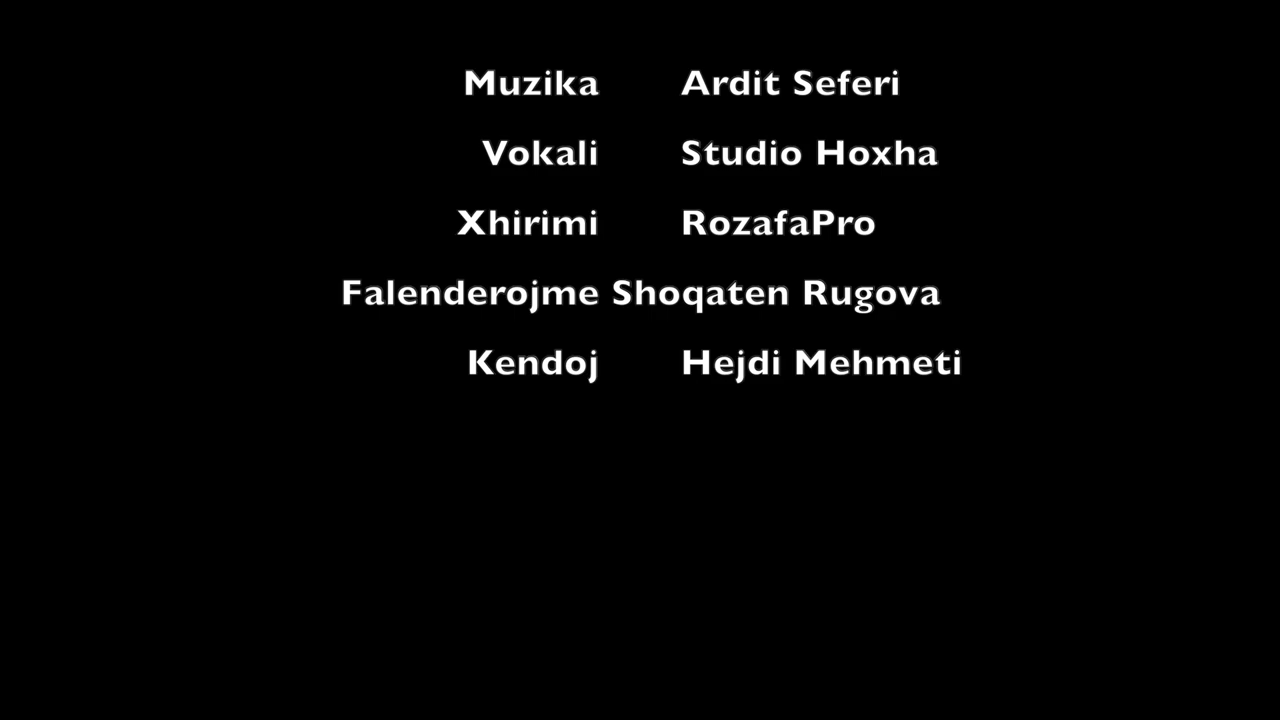 Muzika Ardit Seferi
Vokali Studio Hoxha
Xhirimi RozafaPro
Falenderojme Shoqaten Rugova
Kendoj Hejdi Mehmeti